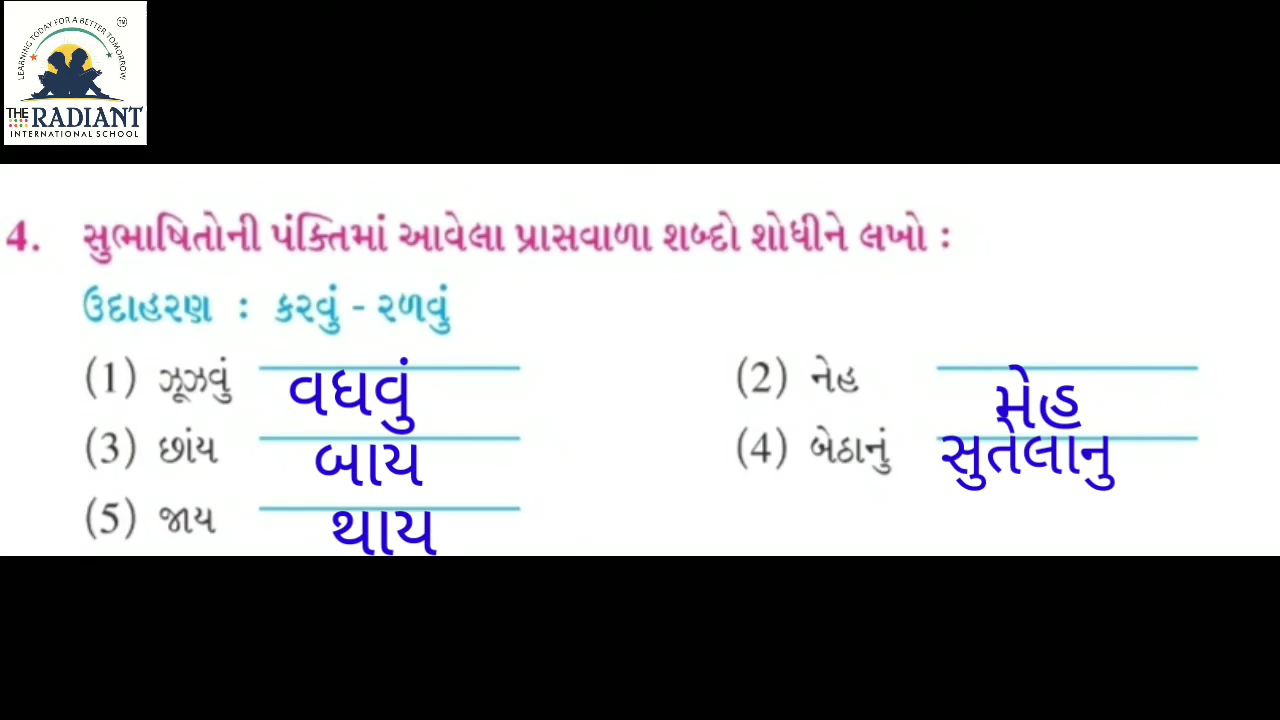 LEARNING TODAY FOR A BETTER TOMORROW
TM
THE RADIANT
INTERNATIONAL SCHOOL
4. સુભાષિતોની પંક્તિમાં આવેલા પ્રાસવાળા શબ્દો શોધીને લખો :
ઉદાહરણ : કરવું - રળવું
(1) ઝૂઝવું વધવું (2) નેહ મેહ
(3) છાંય બાય (4) બેઠાનું સુતેલાનુ
(5) જાય થાય